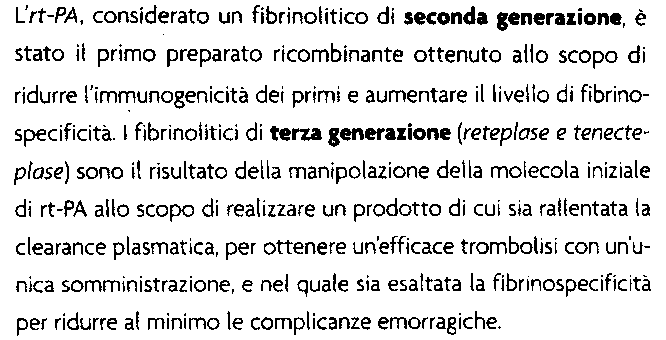 L'rt-PA, considerato un fibrinolitico di seconda generazione, è
stato il primo preparato ricombinante ottenuto allo scopo di
ridurre l'immunogenicità dei primi e aumentare il livello di fibrino-
specificità. I fibrinolitici di terza generazione (reteplase e tenecte-
plase) sono il risultato della manipolazione della molecola iniziale
di rt-PA allo scopo di realizzare un prodotto di cui sia rallentata la
clearance plasmatica, per ottenere un'efficace trombolisi con un'u-
nica somministrazione, e nel quale sia esaltata la fibrinospecificità
per ridurre al minimo le complicanze emorragiche.